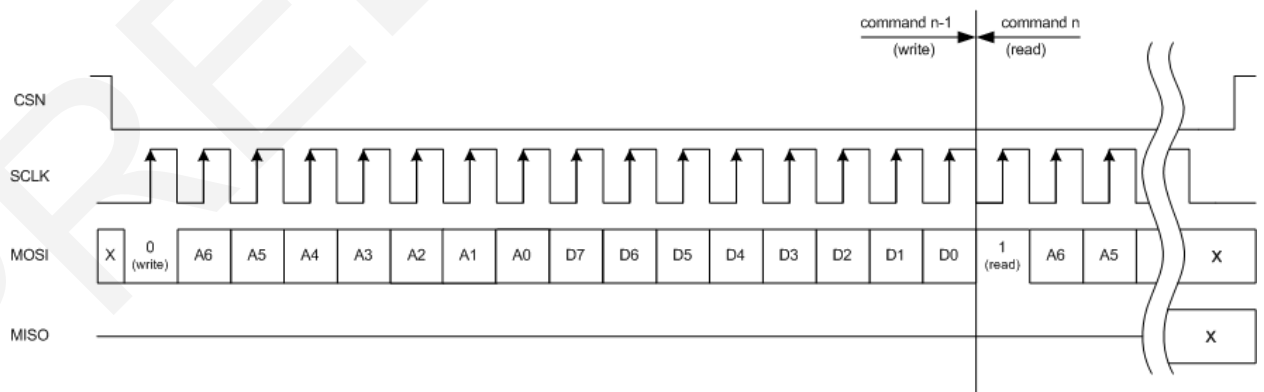 command n-1 command n
(write) (read)
CSN
SCLK
MOSI X 0 (write) A6 A5 A4 A3 A2 A1 A0 D7 D6 D5 D4 D3 D2 D1 D0 1 (read) A6 A5 X
MISO X